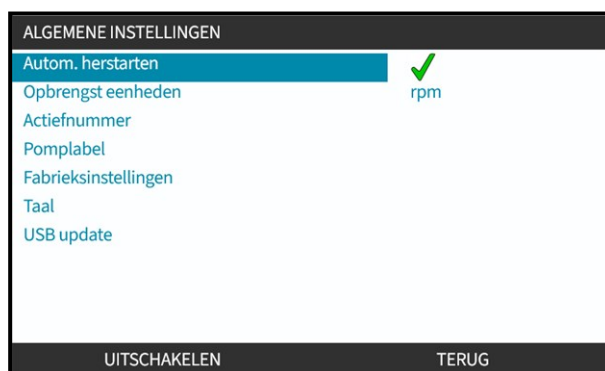 ALGEMENE INSTELLINGEN
Autom. herstarten
Opbrengst eenheden rpm
Actiefnummer
Pomplabel
Fabrieksinstellingen
Taal
USB update
UITSCHAKELEN TERUG